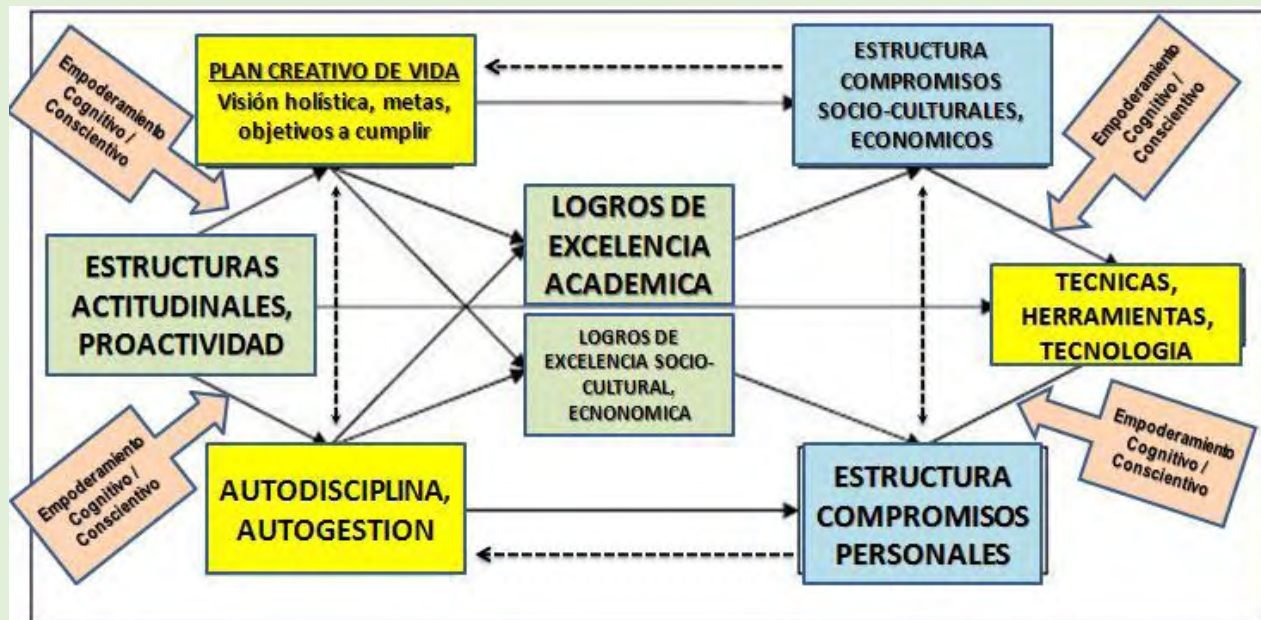 Empoderamiento
Cognitivo /
Conscientivo
PLAN CREATIVO DE VIDA
Visión holística, metas,
objetivos a cumplir
ESTRUCTURA
COMPROMISOS
SOCIO-CULTURALES,
ECONOMICOS
Empoderamiento
Cognitivo /
Conscientivo
ESTRUCTURAS
ACTITUDINALES,
PROACTIVIDAD
LOGROS DE
EXCELENCIA
ACADEMICA
LOGROS DE
EXCELENCIA SOCIO-
CULTURAL,
ECNONOMICA
TECNICAS,
HERRAMIENTAS,
TECNOLOGIA
Empoderamiento
Cognitivo /
Conscientivo
AUTODISCIPLINA,
AUTOGESTION
ESTRUCTURA
COMPROMISOS
PERSONALES
Empoderamiento
Cognitivo /
Conscientivo